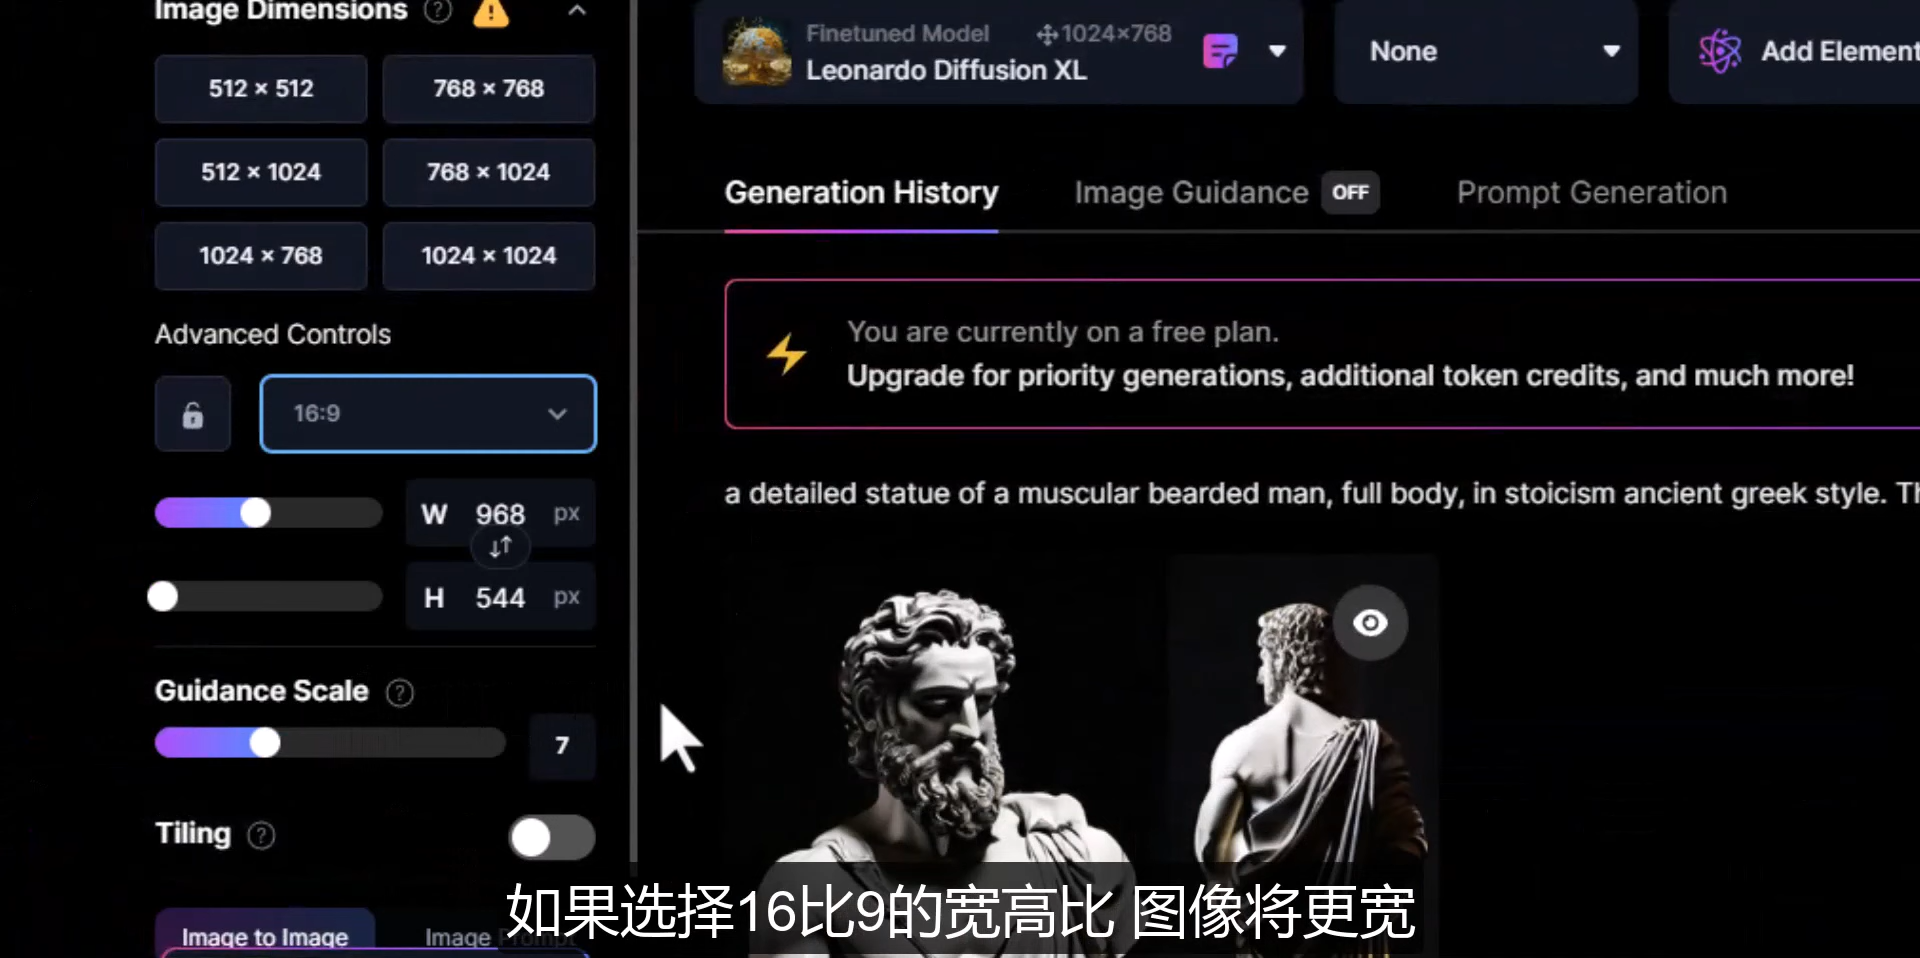 Image Dimensions
512 × 512
768 × 768
512 × 1024
768 × 1024
1024 × 768
1024 × 1024
Advanced Controls
16:9
W 968 px
H 544 px
Guidance Scale
7
Tiling
Image to Image
Image Prompt
Finetuned Model
1024×768
Leonardo Diffusion XL
None
Add Element
Generation History
Image Guidance
OFF
Prompt Generation
You are currently on a free plan.
Upgrade for priority generations, additional token credits, and much more!
a detailed statue of a muscular bearded man, full body, in stoicism ancient greek style. Th
如果选择16比9的宽高比 图像将更宽